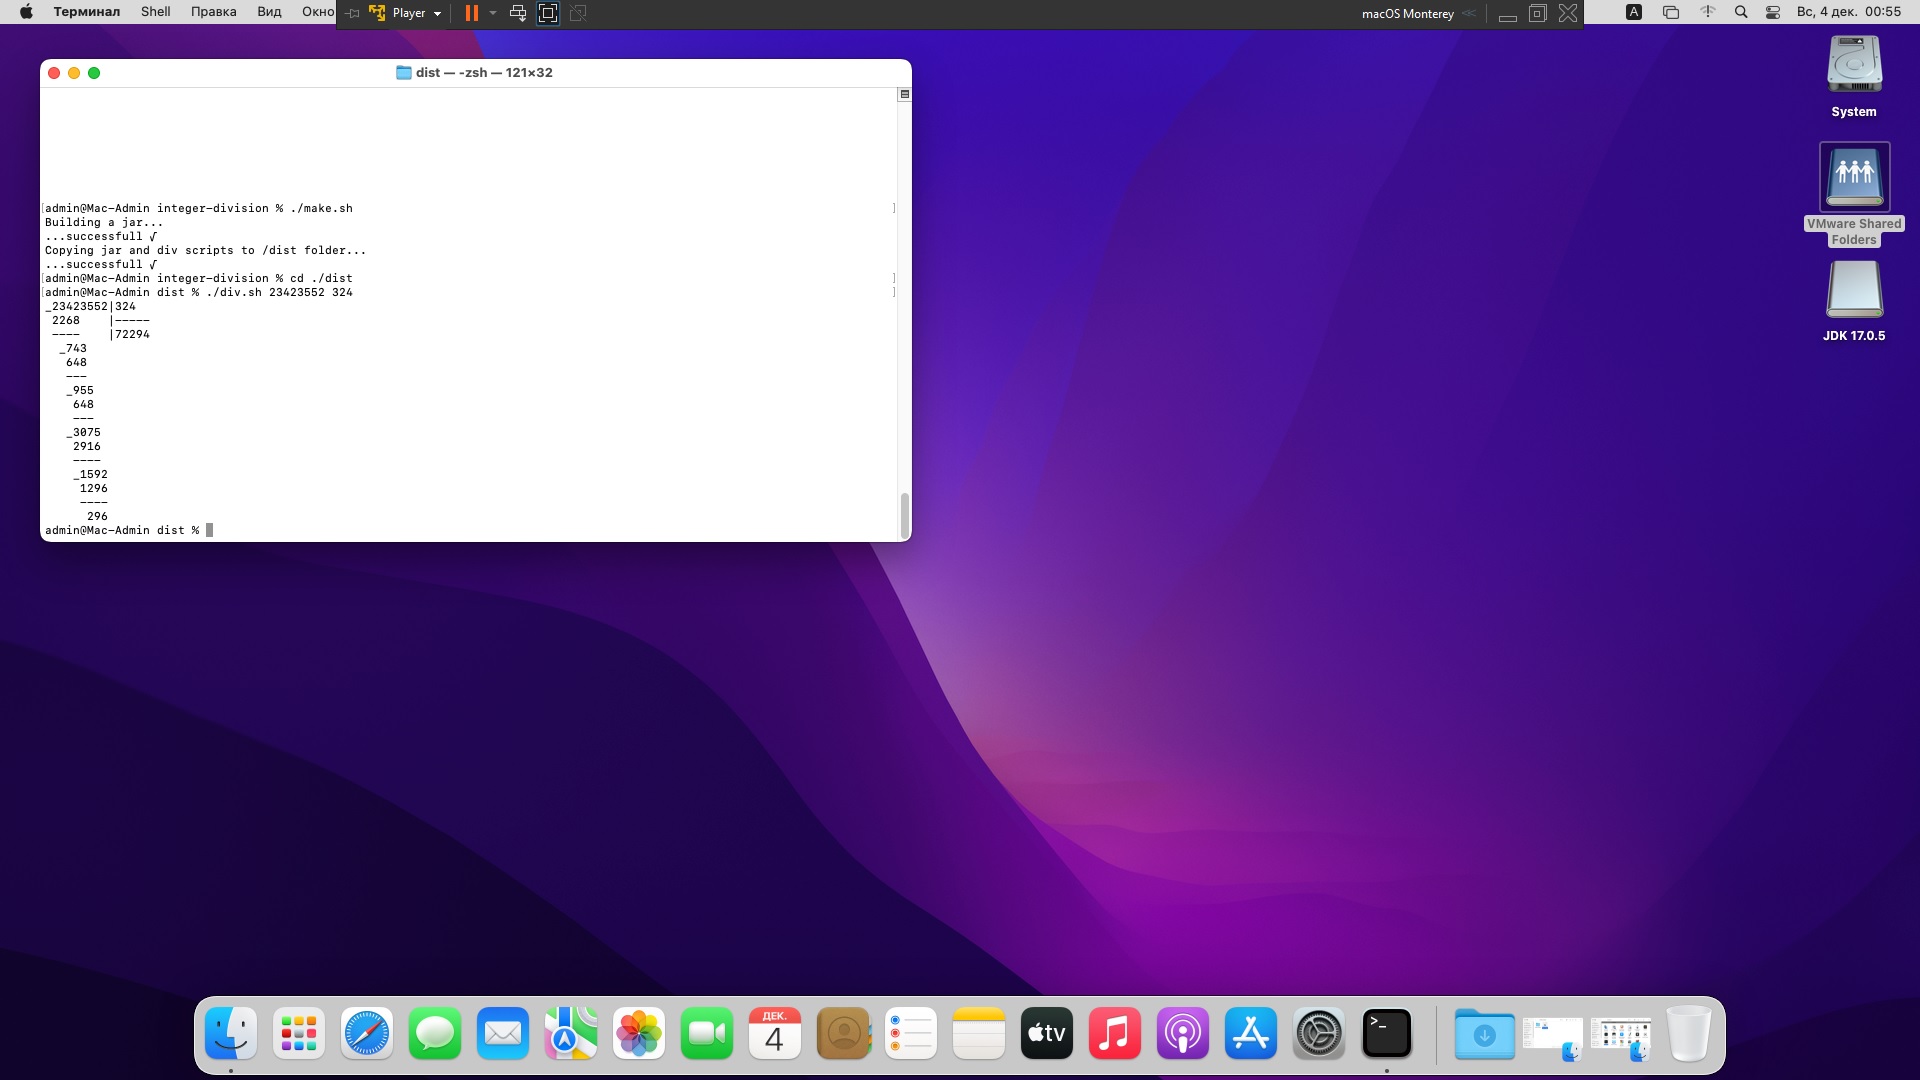 Терминал Shell Правка Вид Окно Player macOS Monterey A Вс, 4 дек. 00:55
dist — -zsh — 121×32
[admin@Mac-Admin integer-division % ./make.sh ]
Building a jar...
...successfull √
Copying jar and div scripts to /dist folder...
...successfull √
[admin@Mac-Admin integer-division % cd ./dist ]
[admin@Mac-Admin dist % ./div.sh 23423552 324 ]
_23423552|324
 2268    |-----
 ----    |72294
  _743
   648
   ---
   _955
    648
    ---
   _3075
    2916
    ----
    _1592
     1296
     ----
      296
admin@Mac-Admin dist %
System
VMware Shared
Folders
JDK 17.0.5
ДЕК.
4
tv
>_